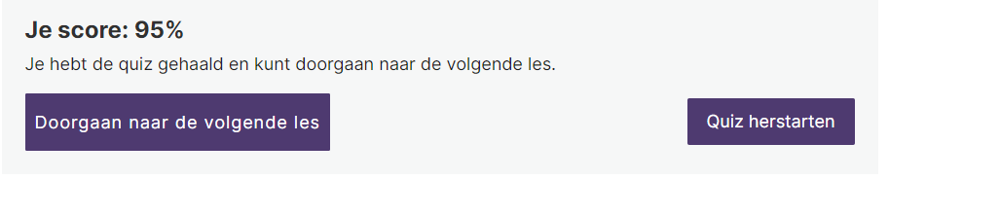 Je score: 95%
Je hebt de quiz gehaald en kunt doorgaan naar de volgende les.
Doorgaan naar de volgende les
Quiz herstarten